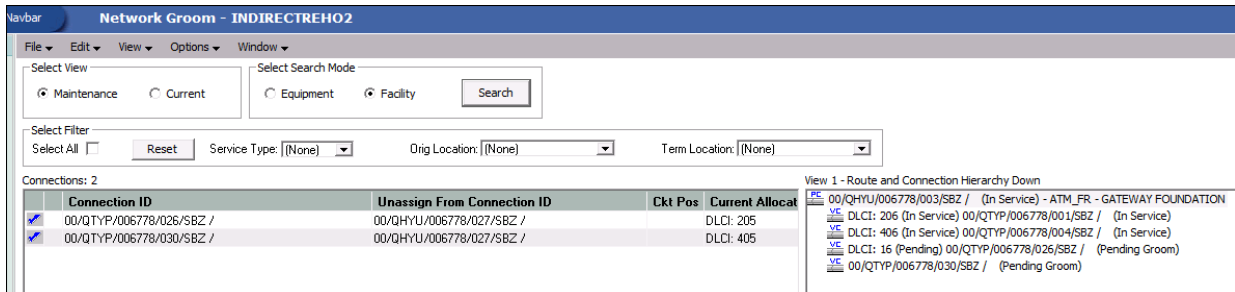 Navbar Network Groom - INDIRECTREHO2
File Edit View Options Window
Select View Select Search Mode
Maintenance Current Equipment Facility Search
Select Filter
Select All Reset Service Type: (None) Orig Location: (None) Term Location: (None)
Connections: 2
Connection ID Unassign From Connection ID Ckt Pos Current Allocat
00/QTYP/006778/026/SBZ / 00/QHYU/006778/027/SBZ / DLCI: 205
00/QTYP/006778/030/SBZ / 00/QHYU/006778/027/SBZ / DLCI: 405
View 1 - Route and Connection Hierarchy Down
PC 00/QHYU/006778/003/SBZ / (In Service) - ATM_FR - GATEWAY FOUNDATION
VC DLCI: 206 (In Service) 00/QTYP/006778/001/SBZ / (In Service)
VC DLCI: 406 (In Service) 00/QTYP/006778/004/SBZ / (In Service)
VC DLCI: 16 (Pending) 00/QTYP/006778/026/SBZ / (Pending Groom)
VC 00/QTYP/006778/030/SBZ / (Pending Groom)